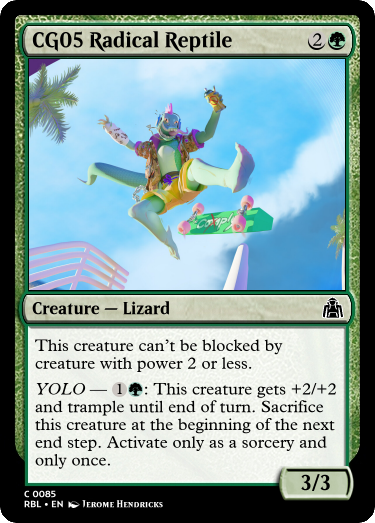 CG05 Radical Reptile 2
Creature — Lizard
This creature can't be blocked by
creature with power 2 or less.
YOLO — 1: This creature gets +2/+2
and trample until end of turn. Sacrifice
this creature at the beginning of the next
end step. Activate only as a sorcery and
only once.
3/3
C 0085
RBL • EN Jerome Hendricks